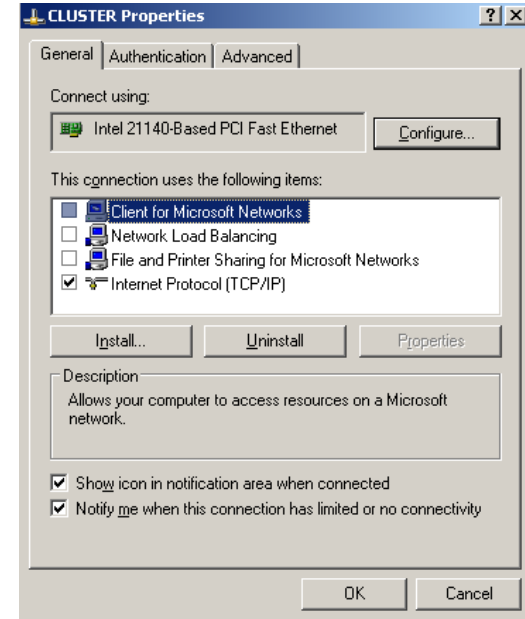 CLUSTER Properties
General Authentication Advanced
Connect using:
Intel 21140-Based PCI Fast Ethernet Configure...
This connection uses the following items:
Client for Microsoft Networks
Network Load Balancing
File and Printer Sharing for Microsoft Networks
Internet Protocol (TCP/IP)
Install... Uninstall Properties
Description
Allows your computer to access resources on a Microsoft
network.
Show icon in notification area when connected
Notify me when this connection has limited or no connectivity
OK Cancel